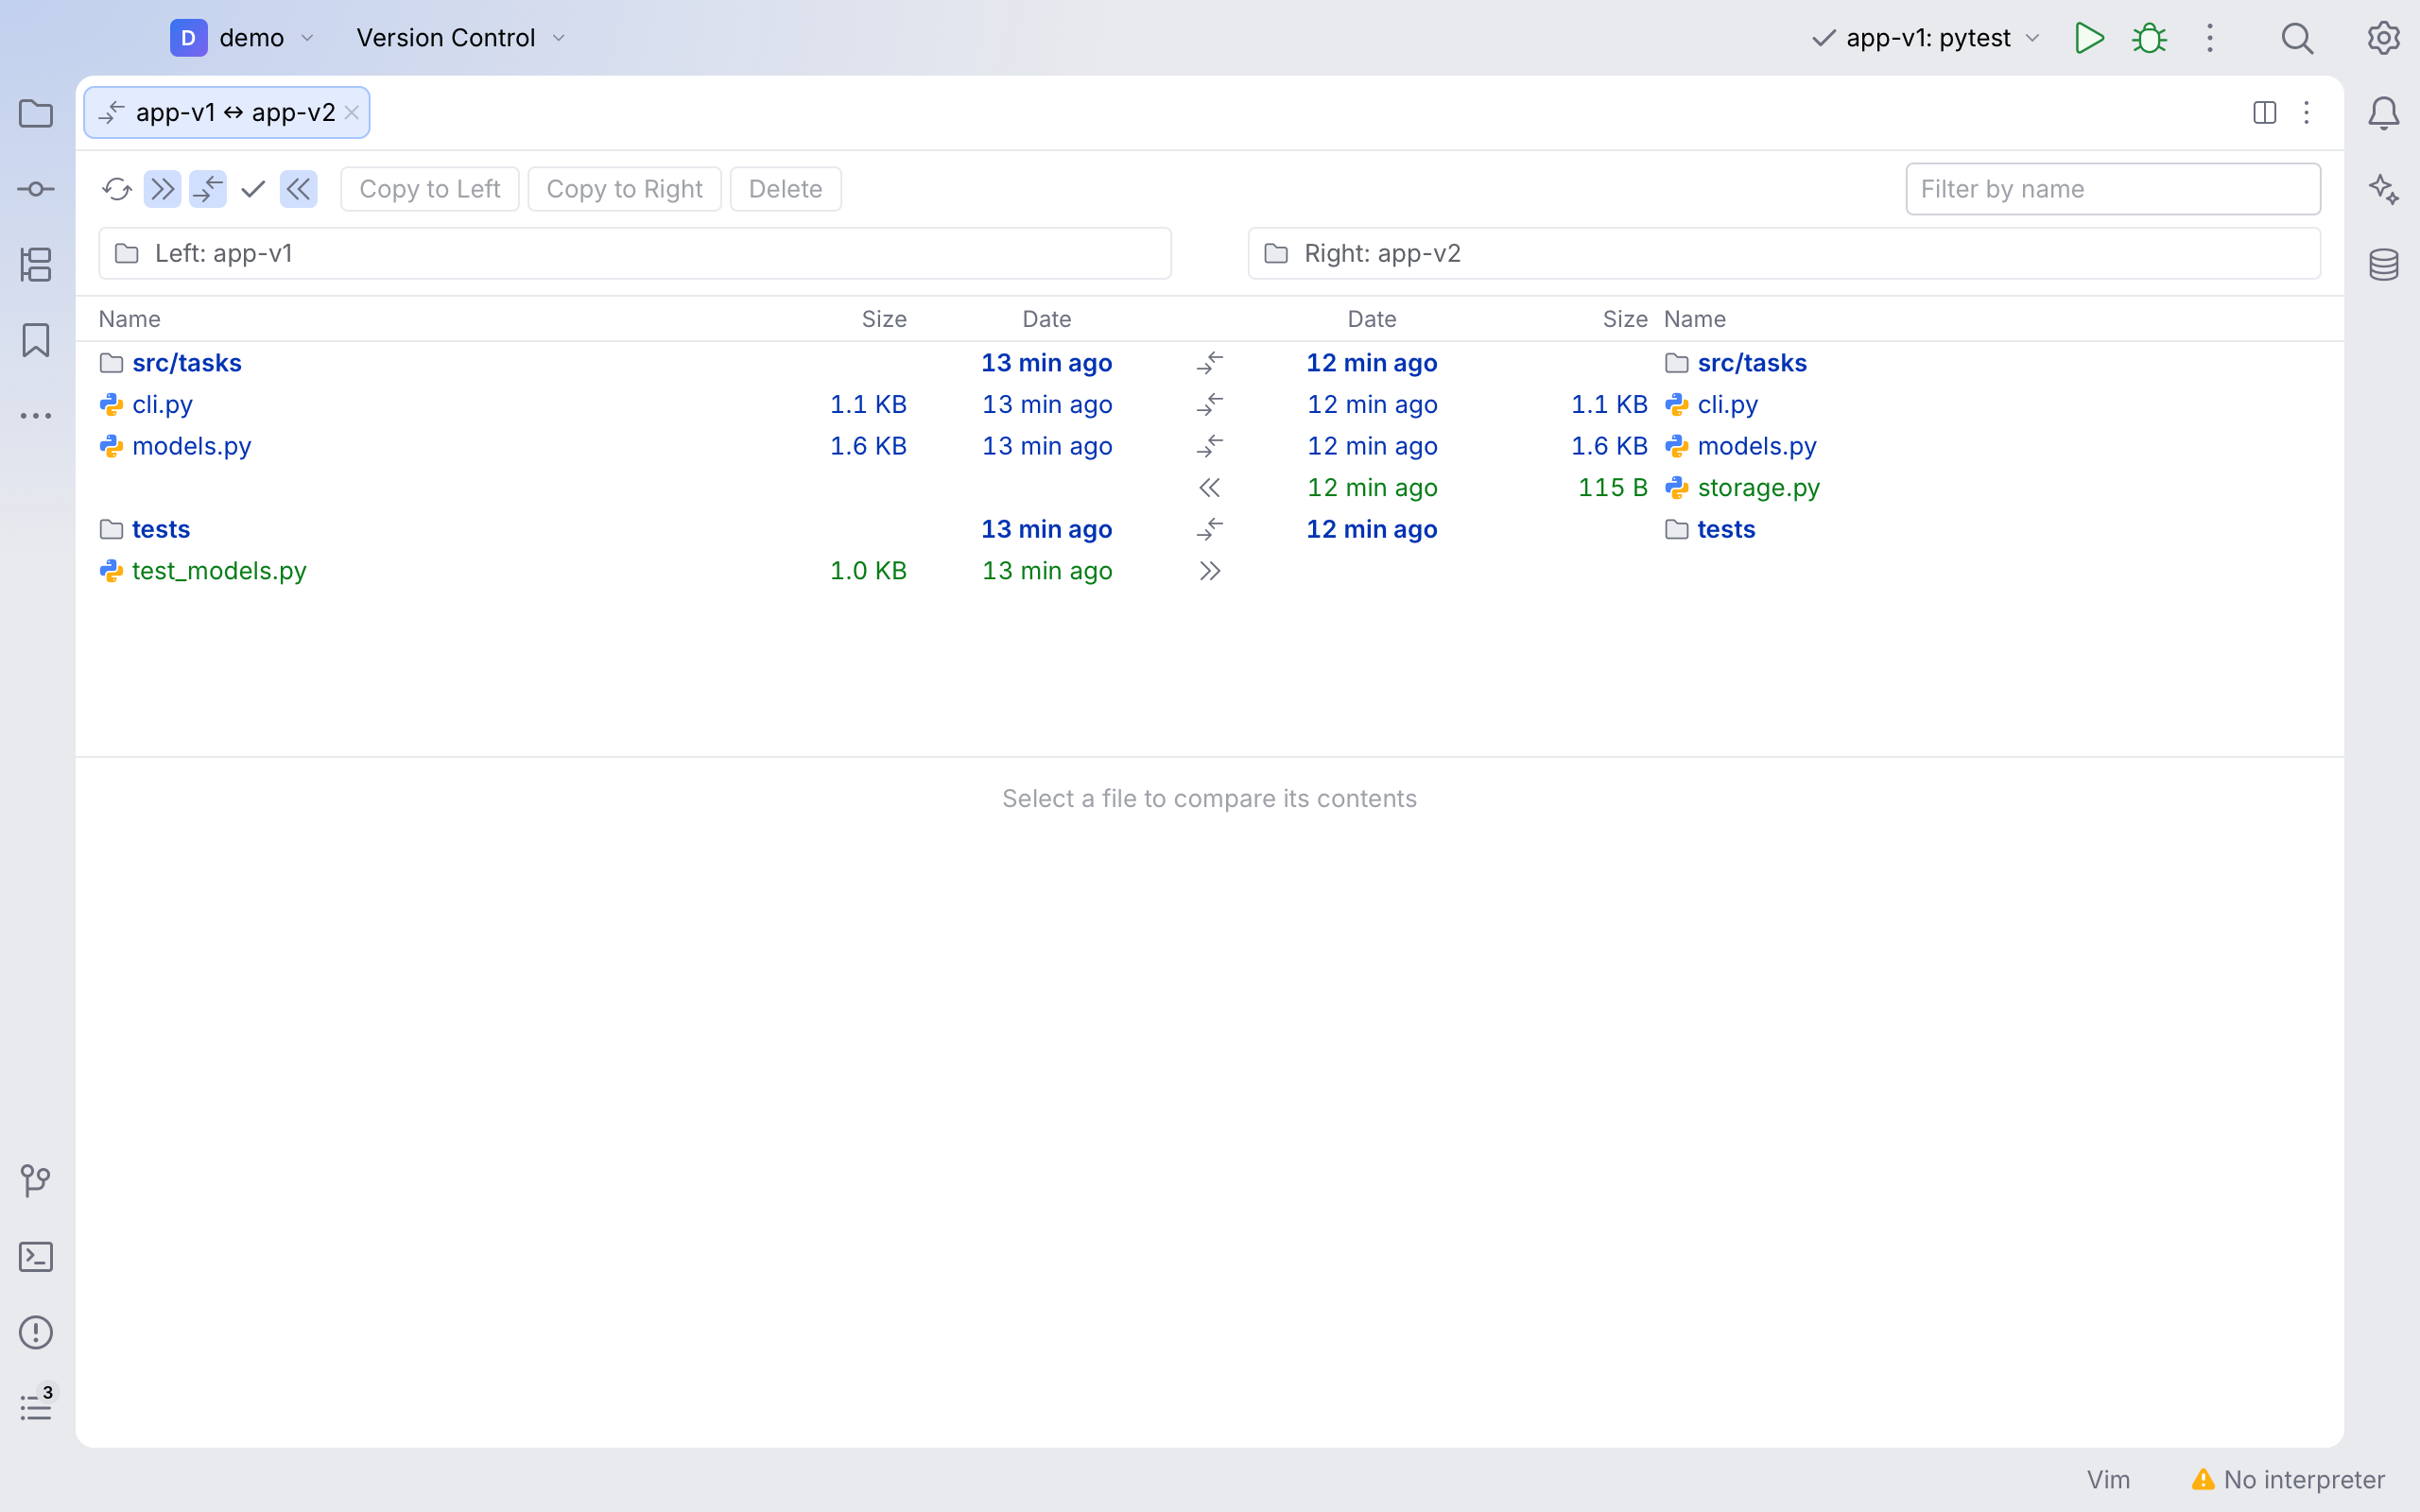 D demo Version Control app-v1: pytest
app-v1 ↔ app-v2
Copy to Left Copy to Right Delete Filter by name
Left: app-v1 Right: app-v2
Name Size Date Date Size Name
src/tasks 13 min ago 12 min ago src/tasks
cli.py 1.1 KB 13 min ago 12 min ago 1.1 KB cli.py
models.py 1.6 KB 13 min ago 12 min ago 1.6 KB models.py
12 min ago 115 B storage.py
tests 13 min ago 12 min ago tests
test_models.py 1.0 KB 13 min ago
Select a file to compare its contents
3
Vim No interpreter